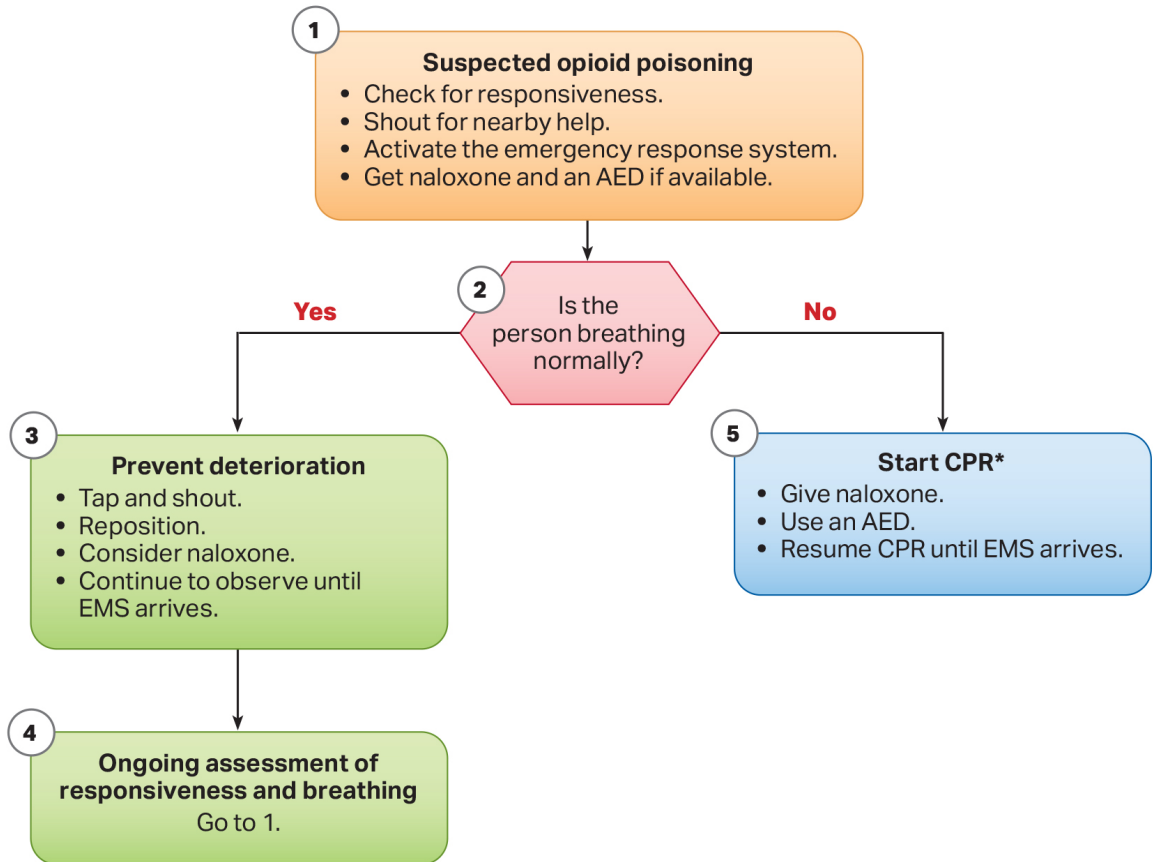 1
Suspected opioid poisoning
• Check for responsiveness.
• Shout for nearby help.
• Activate the emergency response system.
• Get naloxone and an AED if available.
2
Is the
person breathing
normally?
Yes
No
3
Prevent deterioration
• Tap and shout.
• Reposition.
• Consider naloxone.
• Continue to observe until
EMS arrives.
5
Start CPR*
• Give naloxone.
• Use an AED.
• Resume CPR until EMS arrives.
4
Ongoing assessment of
responsiveness and breathing
Go to 1.